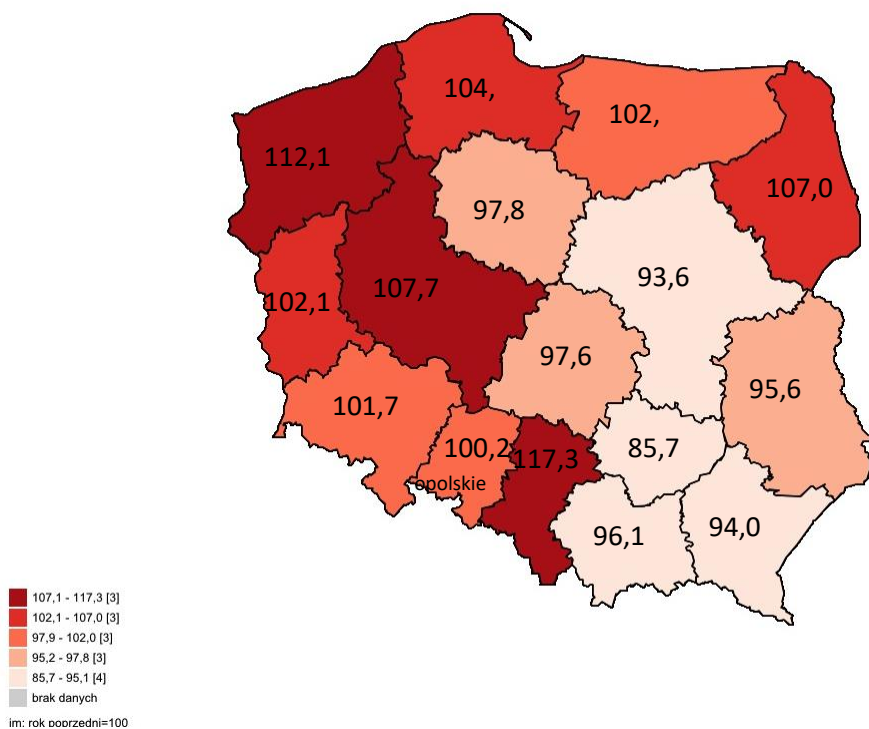 104,
102,
112,1
107,0
97,8
93,6
107,7
102,1
97,6
95,6
101,7
100,2
117,3
85,7
opolskie
96,1
94,0
107,1 - 117,3 [3]
102,1 - 107,0 [3]
97,9 - 102,0 [3]
95,2 - 97,8 [3]
85,7 - 95,1 [4]
brak danych
im: rok poprzedni=100